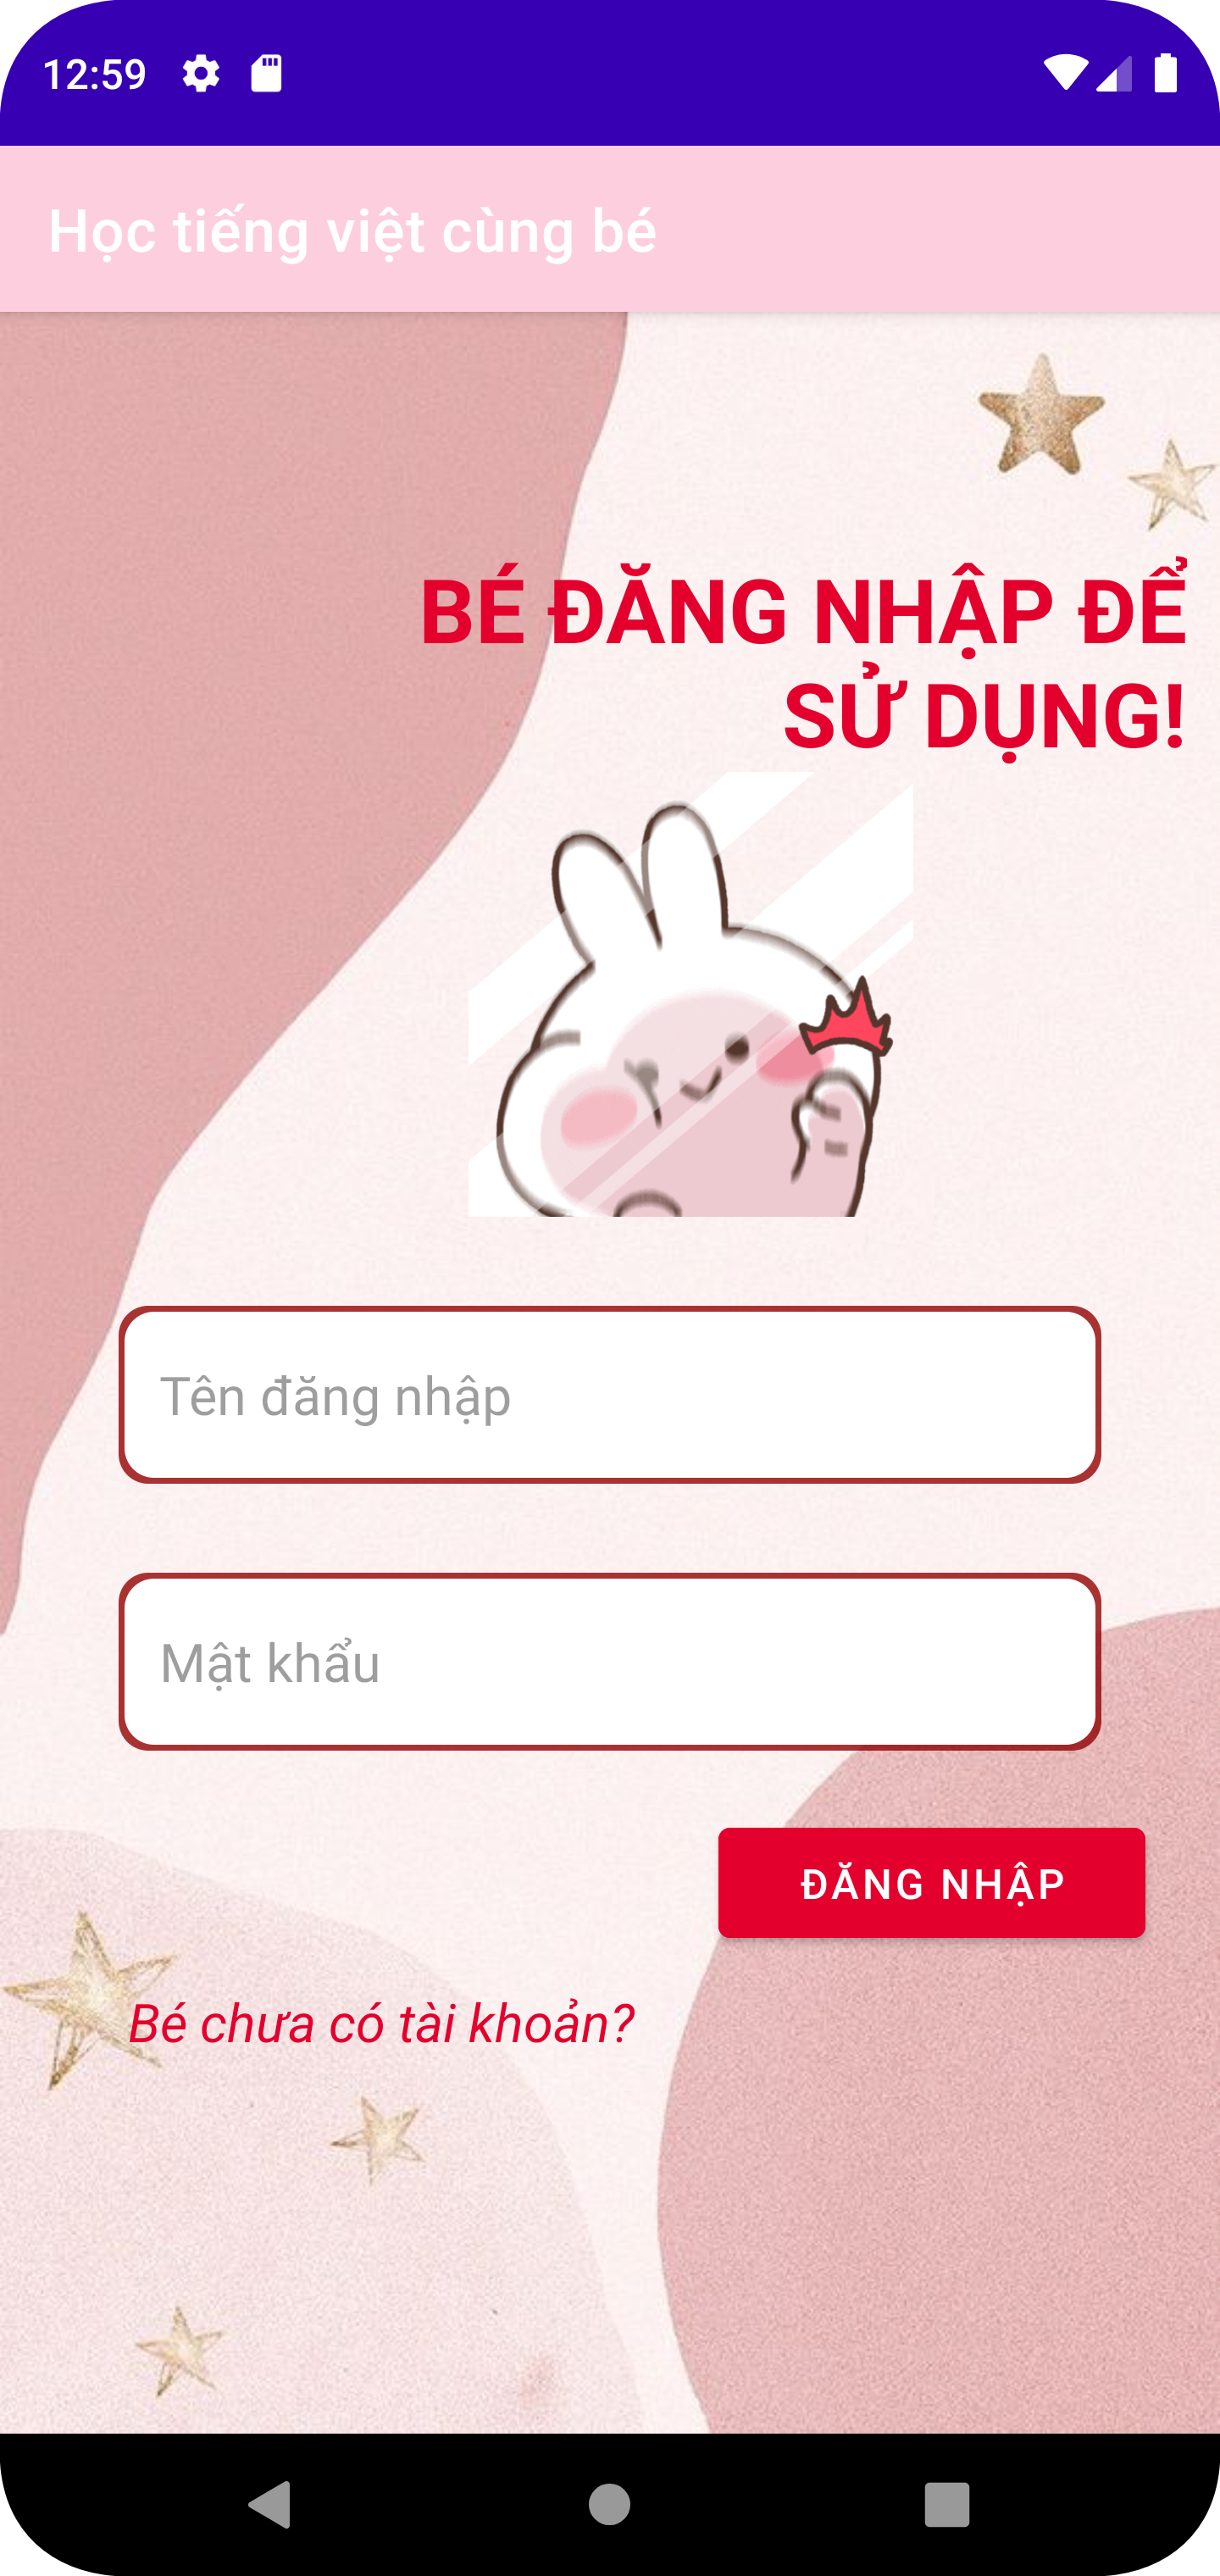 12:59
Học tiếng việt cùng bé
BÉ ĐĂNG NHẬP ĐỂ
SỬ DỤNG!
Tên đăng nhập
Mật khẩu
ĐĂNG NHẬP
Bé chưa có tài khoản?